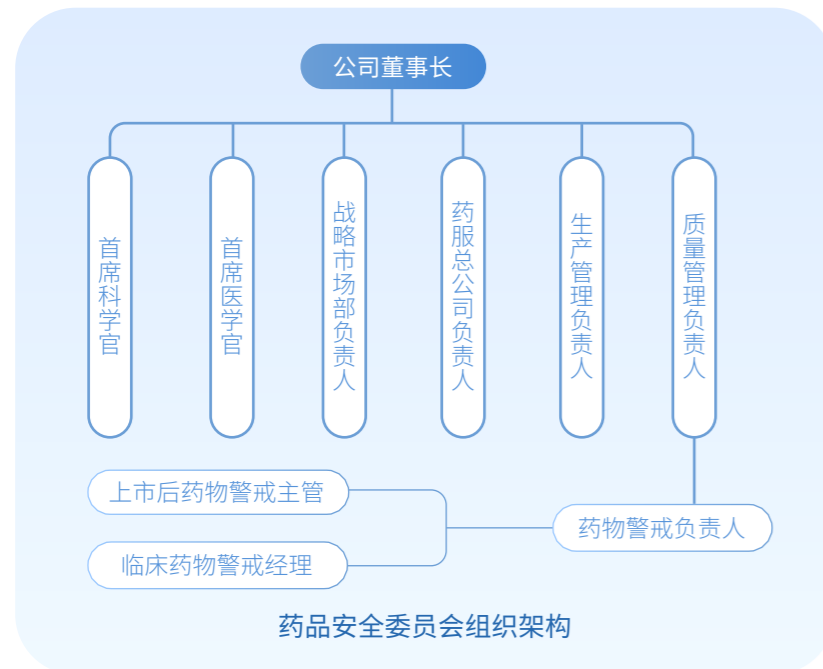 公司董事长
首席科学官
首席医学官
战略市场部负责人
药服总公司负责人
生产管理负责人
质量管理负责人
上市后药物警戒主管
药物警戒负责人
临床药物警戒经理
药品安全委员会组织架构